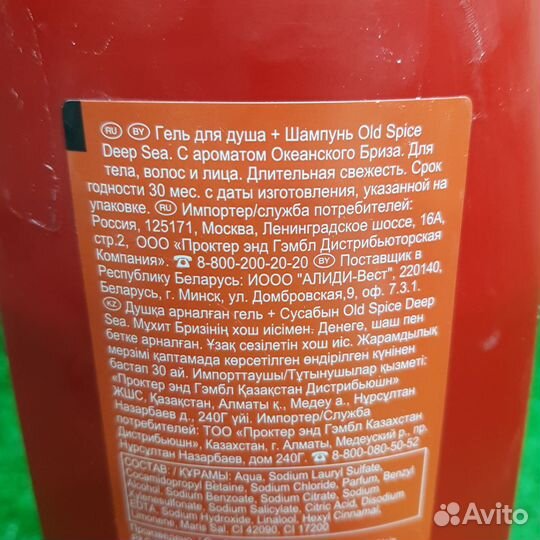 RU BY Гель для душа + Шампунь Old Spice
Deep Sea. С ароматом Океанского Бриза. Для
тела, волос и лица. Длительная свежесть. Срок
годности 30 мес. с даты изготовления, указанной на
упаковке. RU Импортер/служба потребителей:
Россия, 125171, Москва, Ленинградское шоссе, 16А,
стр.2, ООО «Проктер энд Гэмбл Дистрибьюторская
Компания». ☎ 8-800-200-20-20 BY Поставщик в
Республику Беларусь: ИООО "АЛИДИ-Вест", 220140,
Беларусь, г. Минск, ул. Домбровская,9, оф. 7.3.1.
KZ Душқа арналған гель + Сусабын Old Spice Deep
Sea. Мұхит Бризінің хош иісімен. Денеге, шаш пен
бетке арналған. Ұзақ сезілетін хош иіс. Жарамдылық
мерзімі қаптамада көрсетілген өндірілген күнінен
бастап 30 ай. Импорттаушы/Тұтынушылар қызметі:
«Проктер энд Гэмбл Қазақстан Дистрибьюшн»
ЖШС, Қазақстан, Алматы қ., Медеу а., Нұрсұлтан
Назарбаев д., 240Г үйі. Импортер/Служба
потребителей: ТОО «Проктер энд Гэмбл Казахстан
Дистрибьюшн», Казахстан, г. Алматы, Медеуский р., пр.
Нұрсұлтан Назарбаев, дом 240Г. ☎ 8-800-080-50-52
СОСТАВ: / ҚҰРАМЫ: Aqua, Sodium Lauryl Sulfate,
Cocamidopropyl Betaine, Sodium Chloride, Parfum, Benzyl
Alcohol, Sodium Benzoate, Sodium Citrate, Sodium
Xylenesulfonate, Sodium Salicylate, Citric Acid, Disodium
EDTA, Sodium Hydroxide, Linalool, Hexyl Cinnamal,
Limonene, Maris Sal, CI 42090, CI 17200
Avito